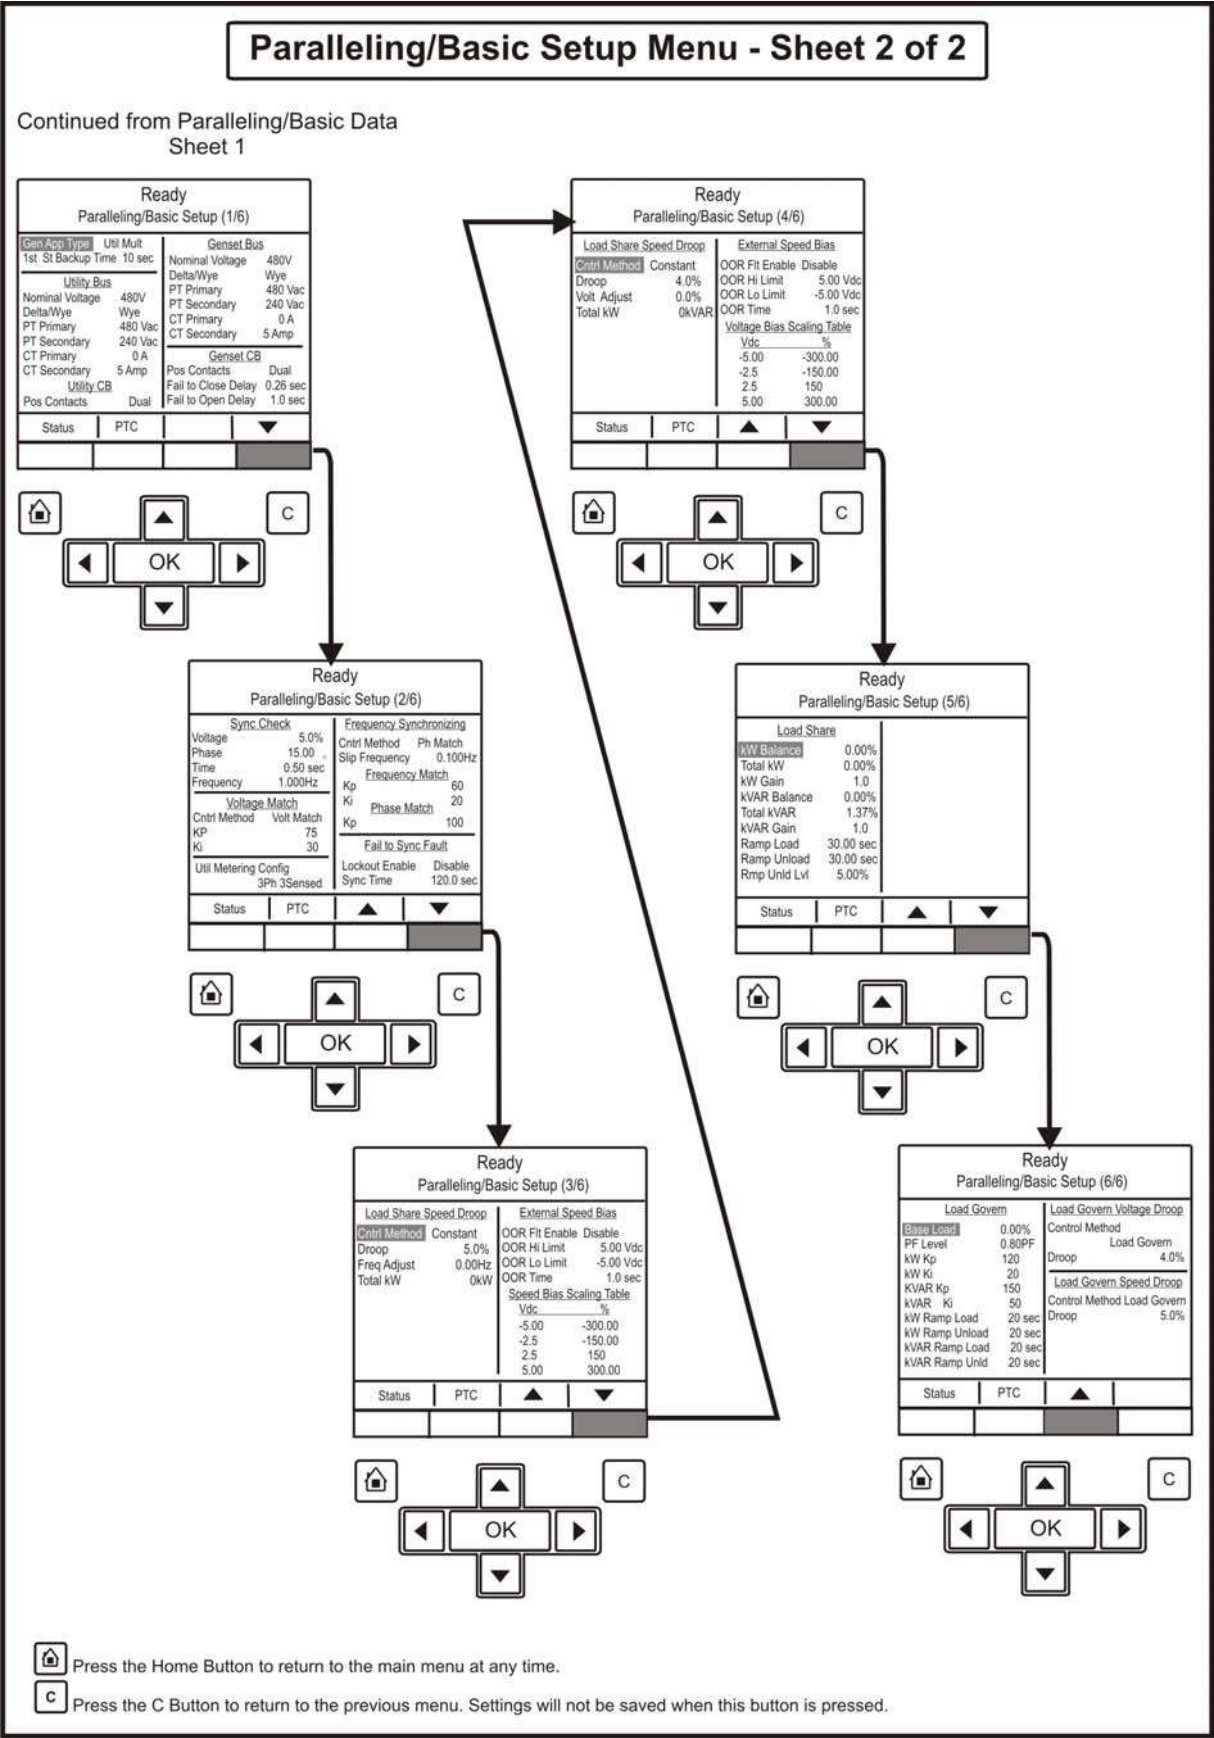 Paralleling/Basic Setup Menu - Sheet 2 of 2
Continued from Paralleling/Basic Data
Sheet 1
Ready
Paralleling/Basic Setup (1/6)
Gen App Type Util Mult
1st St Backup Time 10 sec
Utility Bus
Nominal Voltage 480V
Delta/Wye Wye
PT Primary 480 Vac
PT Secondary 240 Vac
CT Primary 0 A
CT Secondary 5 Amp
Utility CB
Pos Contacts Dual
Genset Bus
Nominal Voltage 480V
Delta/Wye Wye
PT Primary 480 Vac
PT Secondary 240 Vac
CT Primary 0 A
CT Secondary 5 Amp
Genset CB
Pos Contacts Dual
Fail to Close Delay 0.26 sec
Fail to Open Delay 1.0 sec
Status PTC
C
OK
Ready
Paralleling/Basic Setup (2/6)
Sync Check
Voltage 5.0%
Phase 15.00 .
Time 0.50 sec
Frequency 1.000Hz
Voltage Match
Cntrl Method Volt Match
KP 75
Ki 30
Util Metering Config
3Ph 3Sensed
Frequency Synchronizing
Cntrl Method Ph Match
Slip Frequency 0.100Hz
Frequency Match
Kp 60
Ki 20
Phase Match
Kp 100
Fail to Sync Fault
Lockout Enable Disable
Sync Time 120.0 sec
Status PTC
C
OK
Ready
Paralleling/Basic Setup (3/6)
Load Share Speed Droop
Cntrl Method Constant
Droop 5.0%
Freq Adjust 0.00Hz
Total kW 0kW
External Speed Bias
OOR Flt Enable Disable
OOR Hi Limit 5.00 Vdc
OOR Lo Limit -5.00 Vdc
OOR Time 1.0 sec
Speed Bias Scaling Table
Vdc %
-5.00 -300.00
-2.5 -150.00
2.5 150
5.00 300.00
Status PTC
C
OK
Ready
Paralleling/Basic Setup (4/6)
Load Share Speed Droop
Cntrl Method Constant
Droop 4.0%
Volt Adjust 0.0%
Total kW 0kVAR
External Speed Bias
OOR Flt Enable Disable
OOR Hi Limit 5.00 Vdc
OOR Lo Limit -5.00 Vdc
OOR Time 1.0 sec
Voltage Bias Scaling Table
Vdc %
-5.00 -300.00
-2.5 -150.00
2.5 150
5.00 300.00
Status PTC
C
OK
Ready
Paralleling/Basic Setup (5/6)
Load Share
kW Balance 0.00%
Total kW 0.00%
kW Gain 1.0
kVAR Balance 0.00%
Total kVAR 1.37%
kVAR Gain 1.0
Ramp Load 30.00 sec
Ramp Unload 30.00 sec
Rmp Unld Lvl 5.00%
Status PTC
C
OK
Ready
Paralleling/Basic Setup (6/6)
Load Govern
Base Load 0.00%
PF Level 0.80PF
kW Kp 120
kW Ki 20
KVAR Kp 150
kVAR Ki 50
kW Ramp Load 20 sec
kW Ramp Unload 20 sec
kVAR Ramp Load 20 sec
kVAR Ramp Unld 20 sec
Load Govern Voltage Droop
Control Method
Load Govern
Droop 4.0%
Load Govern Speed Droop
Control Method Load Govern
Droop 5.0%
Status PTC
C
OK
Press the Home Button to return to the main menu at any time.
C Press the C Button to return to the previous menu. Settings will not be saved when this button is pressed.